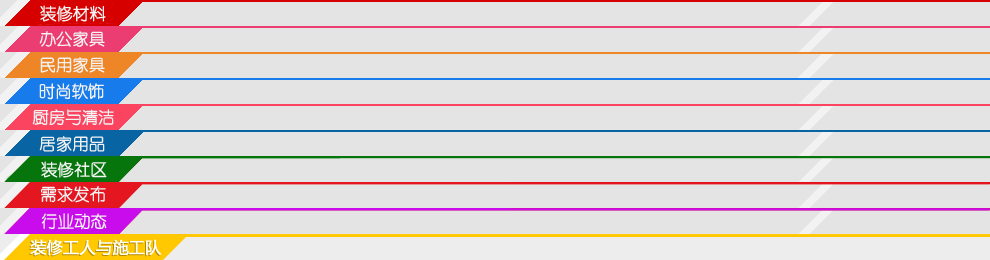 装修材料
办公家具
民用家具
时尚软饰
厨房与清洁
居家用品
装修社区
需求发布
行业动态
装修工人与施工队